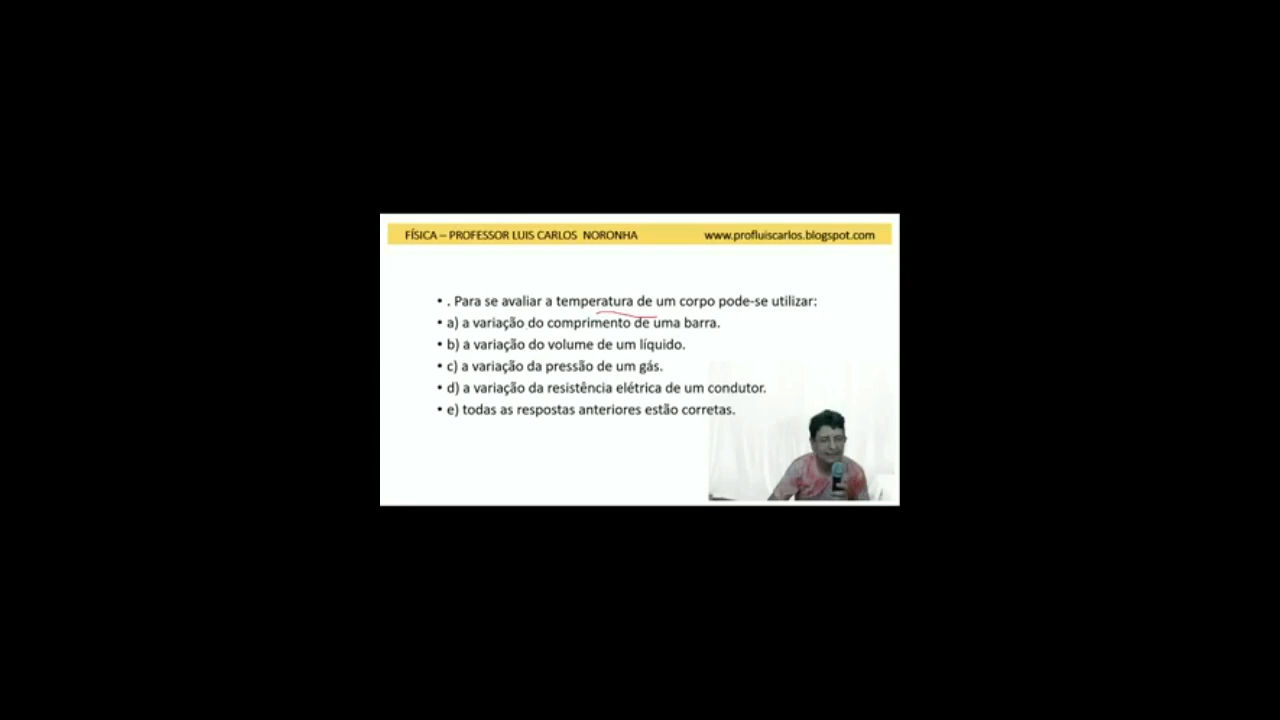 FÍSICA – PROFESSOR LUIS CARLOS NORONHA www.profluiscarlos.blogspot.com
• . Para se avaliar a temperatura de um corpo pode-se utilizar:
• a) a variação do comprimento de uma barra.
• b) a variação do volume de um líquido.
• c) a variação da pressão de um gás.
• d) a variação da resistência elétrica de um condutor.
• e) todas as respostas anteriores estão corretas.